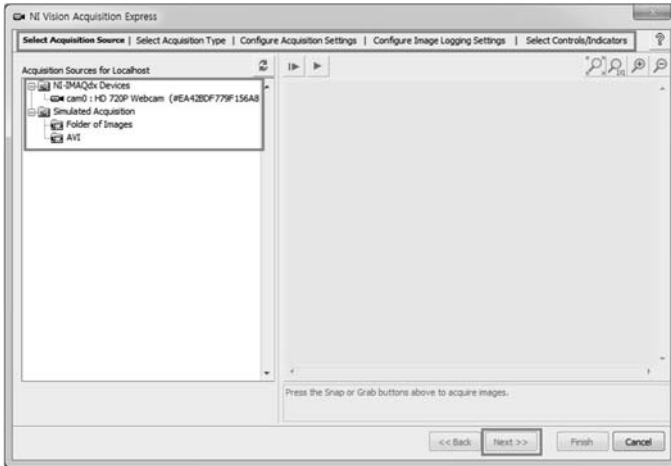 NI Vision Acquisition Express
Select Acquisition Source | Select Acquisition Type | Configure Acquisition Settings | Configure Image Logging Settings | Select Controls/Indicators
?
Acquisition Sources for Localhost
NI-IMAQdx Devices
cam0 : HD 720P Webcam (#EA42BDF779F156A8
Simulated Acquisition
Folder of Images
AVI
Press the Snap or Grab buttons above to acquire images.
<< Back
Next >>
Finish
Cancel